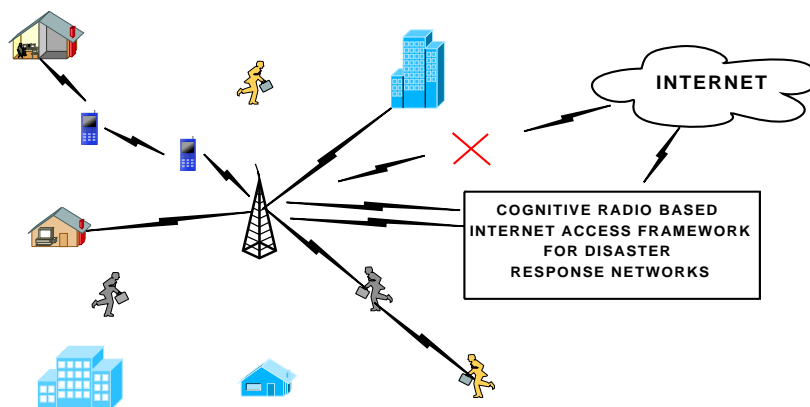 INTERNET
COGNITIVE RADIO BASED
INTERNET ACCESS FRAMEWORK
FOR DISASTER
RESPONSE NETWORKS